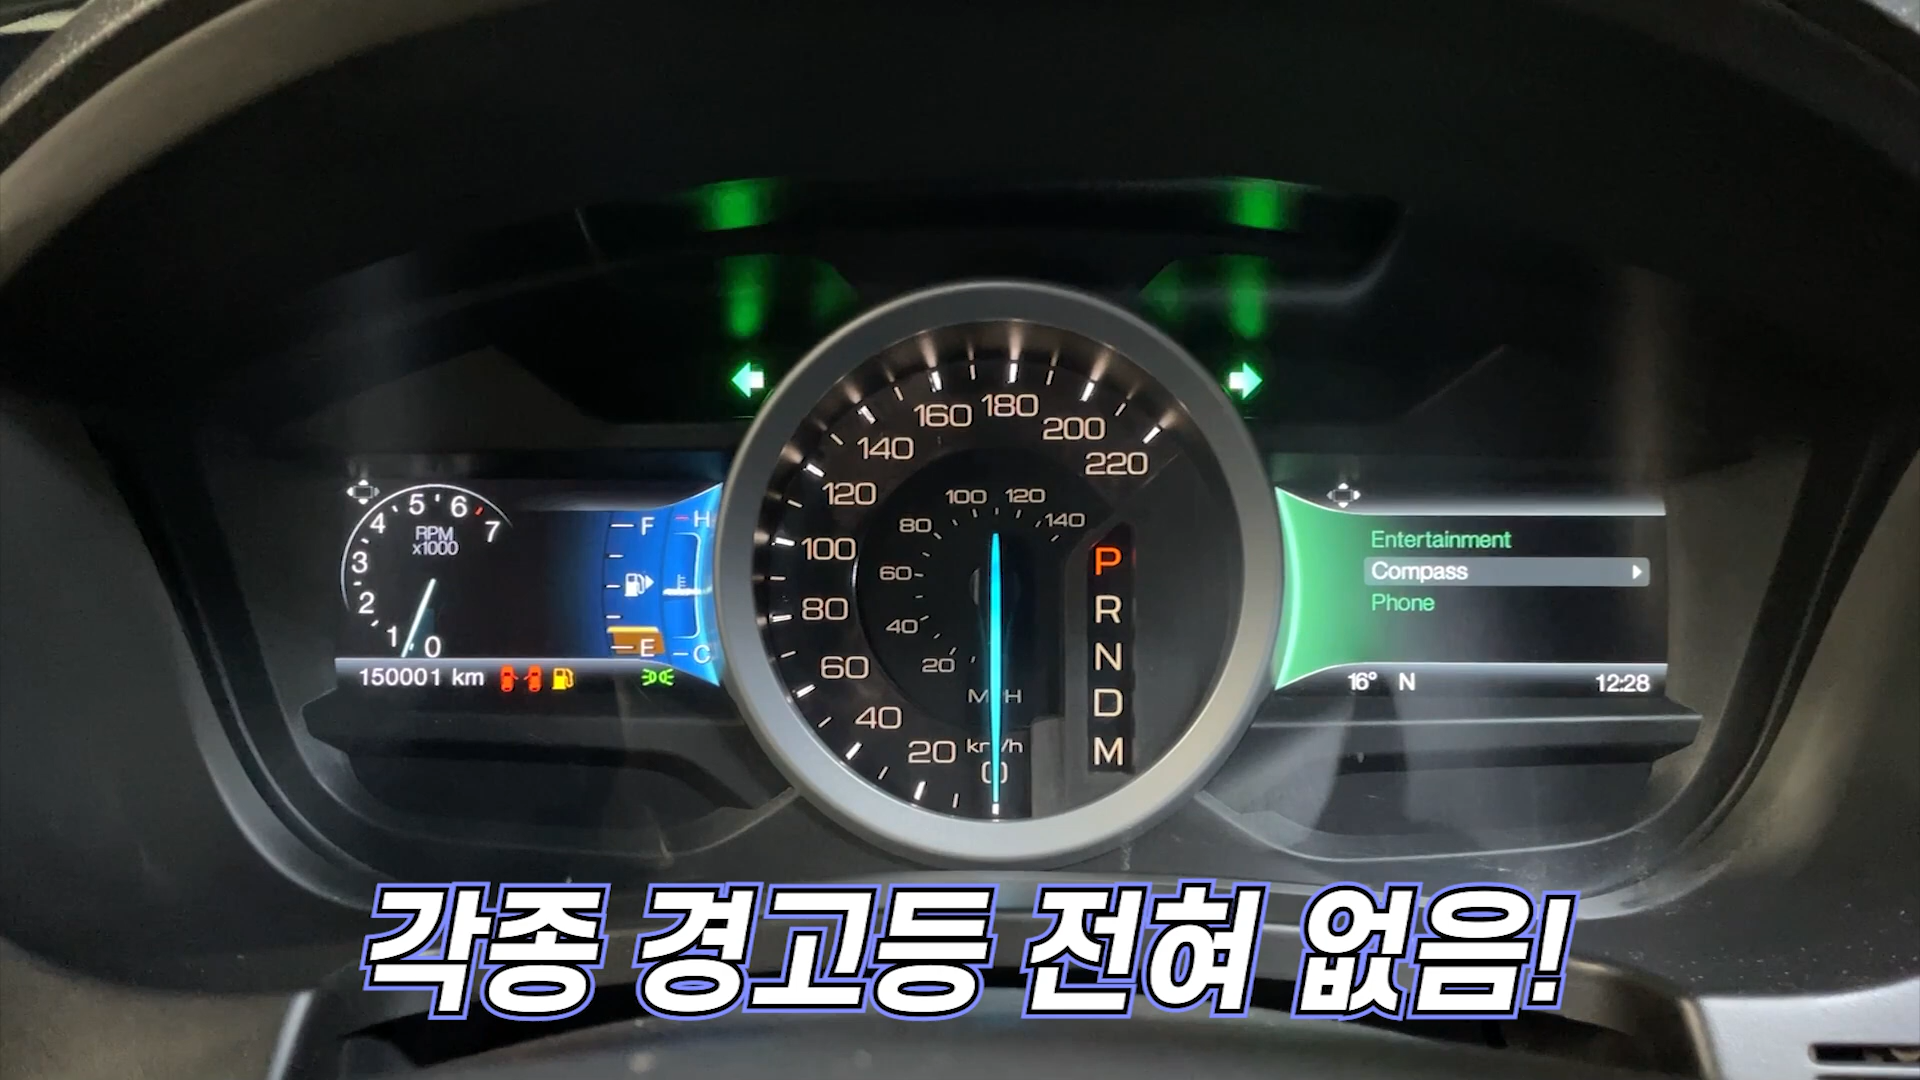 5 6
4 7
RPM
x1000
3
2
1 0
F H
E C
150001 km
20
40
60
80
100
120
140
160
180
200
220
20
40
60
80
100
120
140
MPH
km/h
0
P
R
N
D
M
Entertainment
Compass
Phone
16° N 12:28
각종 경고등 전혀 없음!